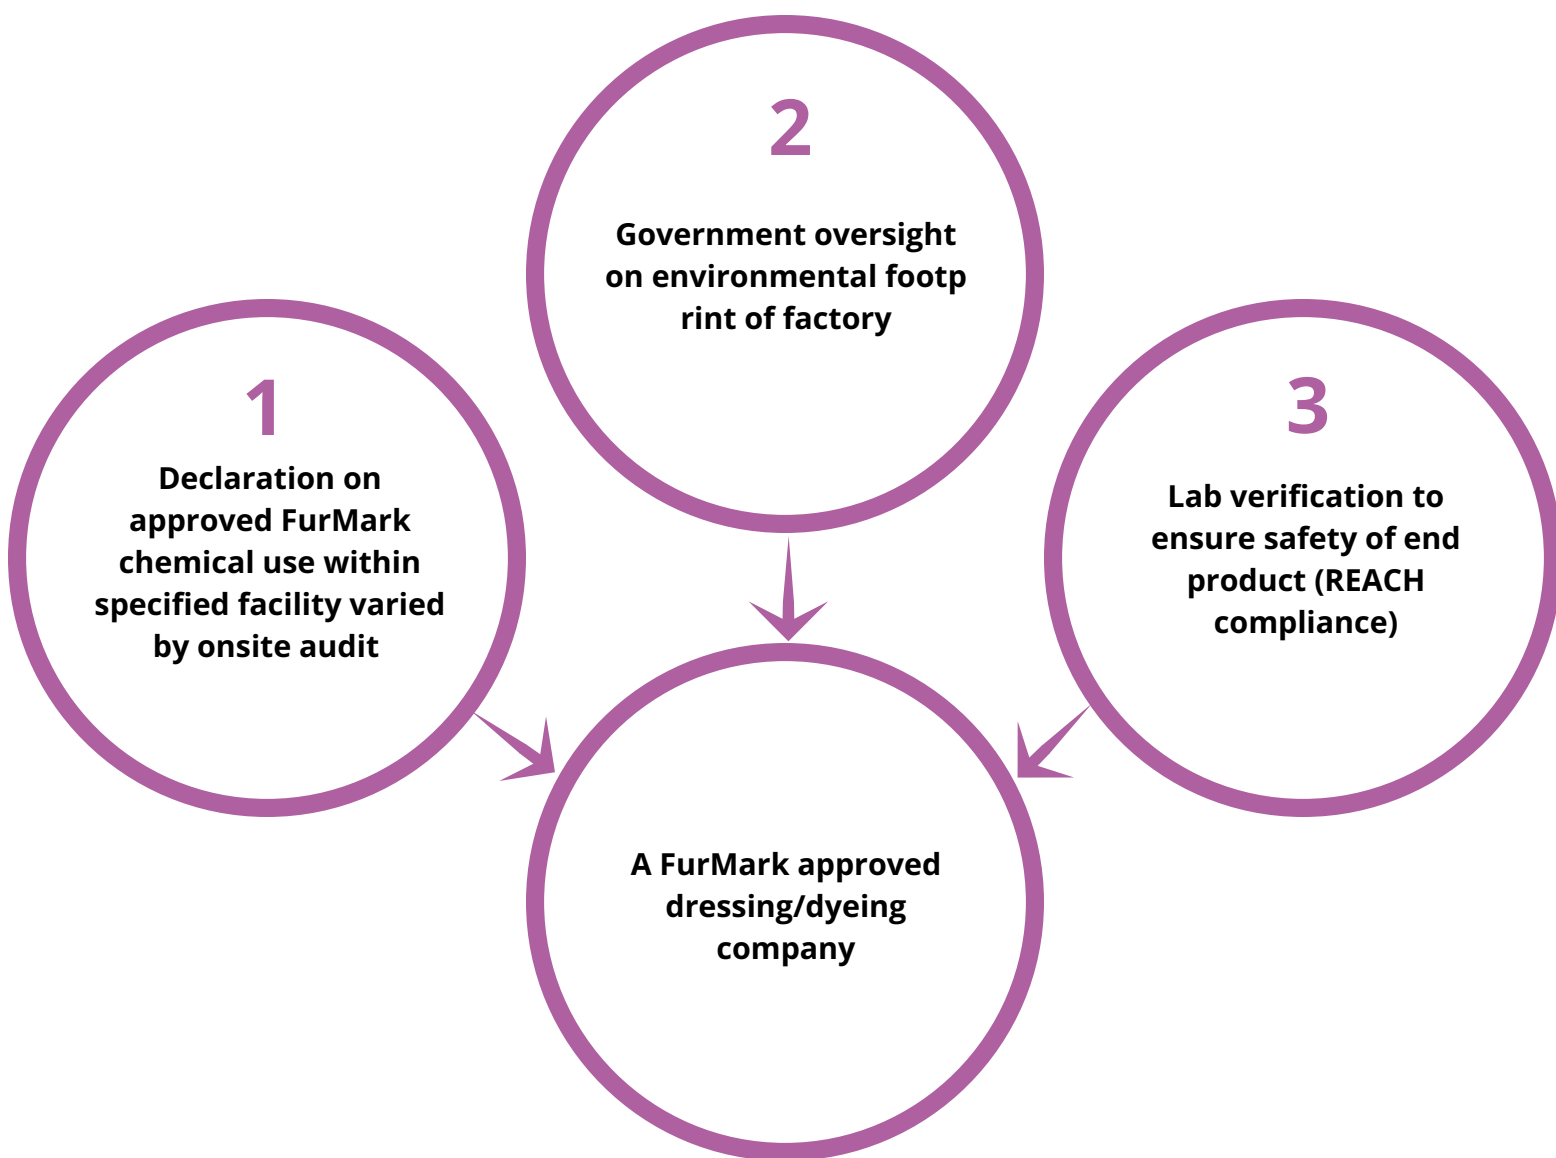 1
Declaration on
approved FurMark
chemical use within
specified facility varied
by onsite audit
2
Government oversight
on environmental footp
rint of factory
3
Lab verification to
ensure safety of end
product (REACH
compliance)
A FurMark approved
dressing/dyeing
company